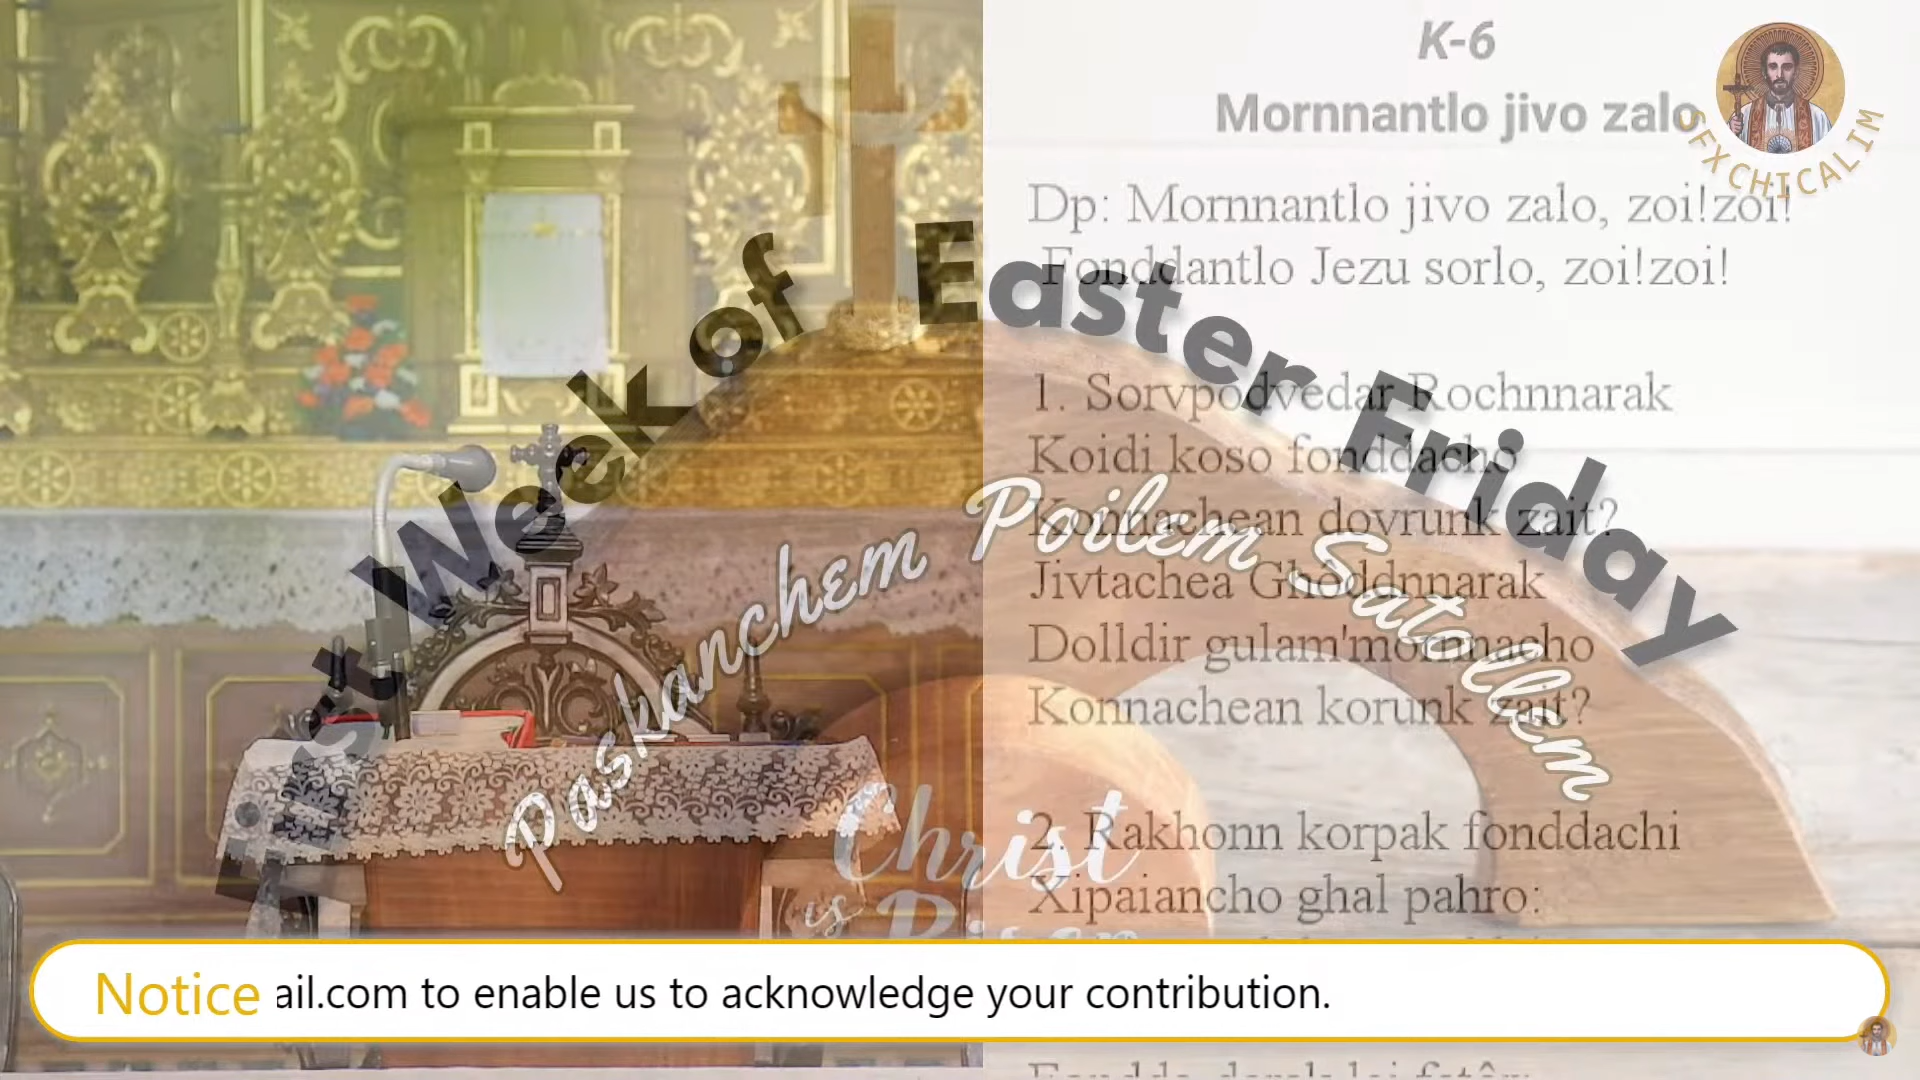 K-6
Mornnantlo jivo zalo
SFX CHICALIM
Dp: Mornnantlo jivo zalo, zoi!zoi!
Fonddantlo Jezu sorlo, zoi!zoi!
First Week of Easter Friday
Paskanchem Poilem Satollem
1. Sorvpodvedar Rochnnarak
Koidi koso fonddacho
Konnachean dovrunk zait?
Jivtachea Ghoddnnarak
Dolldir gulam'mornnacho
Konnachean korunk zait?
2. Rakhonn korpak fonddachi
Xipaiancho ghal pahro:
Christ
is Risen
Notice ail.com to enable us to acknowledge your contribution.